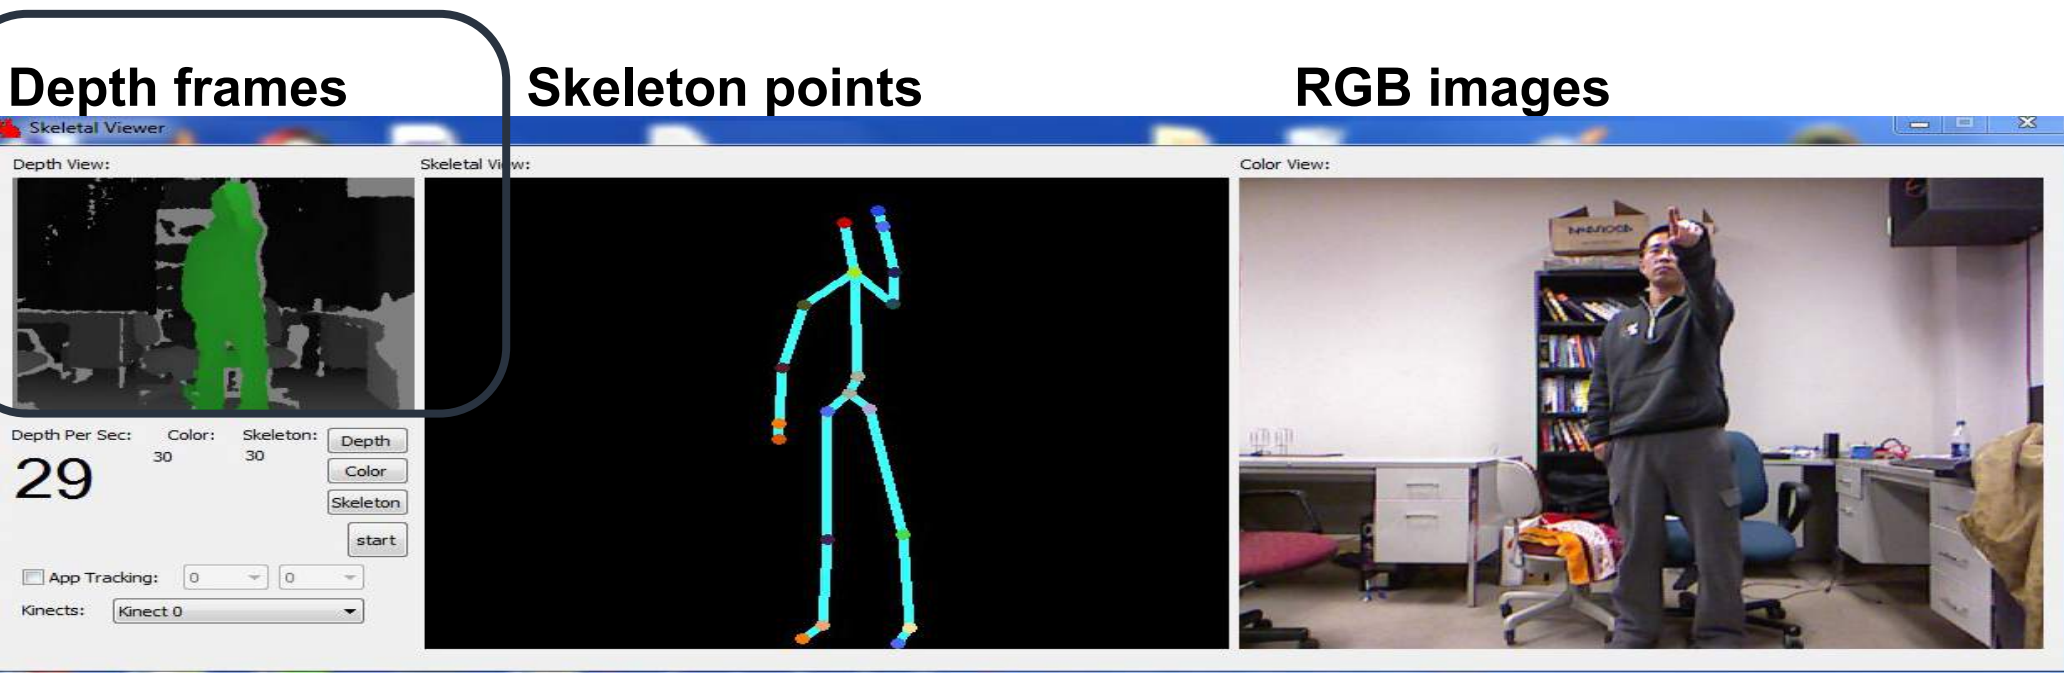 Depth frames
Skeleton points
RGB images
Skeletal Viewer
Depth View:
Skeletal View:
Color View:
Depth Per Sec:
Color:
Skeleton:
29
30
30
Depth
Color
Skeleton
start
App Tracking:
0
0
Kinects:
Kinect 0